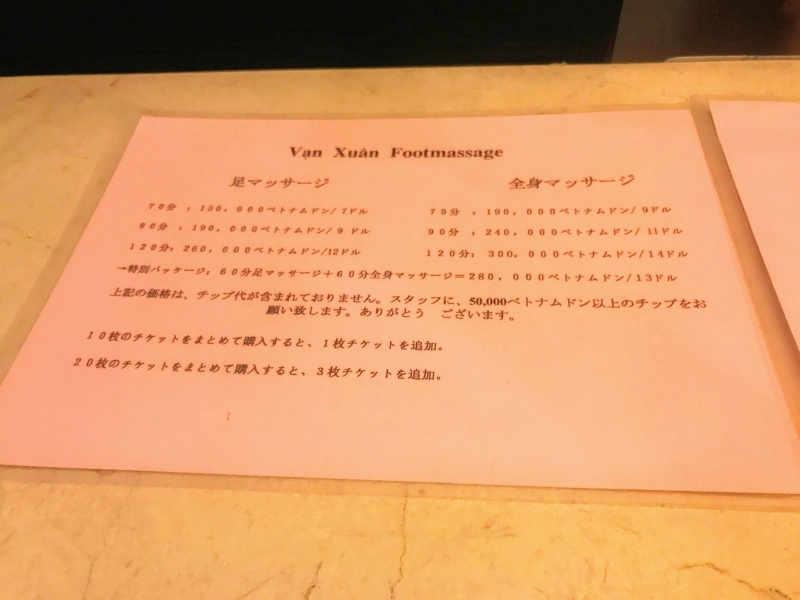 Vạn Xuân Footmassage
足マッサージ
全身マッサージ
70分 : 150,000ベトナムドン/7ドル
70分 : 190,000ベトナムドン/9ドル
90分 : 190,000ベトナムドン/9 ドル
90分 : 240,000ベトナムドン/ 11ドル
120分: 260,000ベトナムドン/12ドル
120分: 300,000ベトナムドン/14ドル
→特別パッケージ: 60分足マッサージ+60分全身マッサージ=280,000ベトナムドン/13ドル
上記の価格は、チップ代が含まれておりません。スタッフに、50,000ベトナムドン以上のチップをお
願い致します。ありがとう ございます。
10枚のチケットをまとめて購入すると、1枚チケットを追加。
20枚のチケットをまとめて購入すると、3枚チケットを追加。